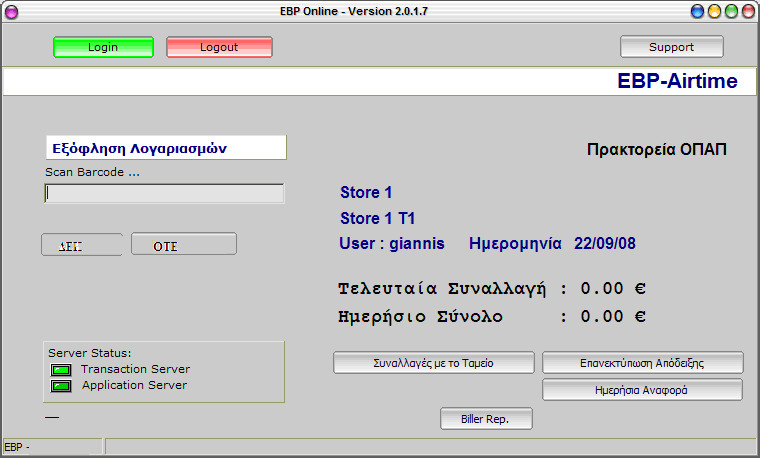 EBP Online - Version 2.0.1.7
Login Logout Support
EBP-Airtime
Εξόφληση Λογαριασμών
Πρακτορεία ΟΠΑΠ
Scan Barcode ...
Store 1
Store 1 T1
User : giannis Ημερομηνία 22/09/08
ΔΕΗ ΟΤΕ
Τελευταία Συναλλαγή : 0.00 €
Ημερήσιο Σύνολο : 0.00 €
Server Status:
Transaction Server
Application Server
Συναλλαγές με το Ταμείο Επανεκτύπωση Απόδειξης
Ημερήσια Αναφορά
Biller Rep.
EBP -